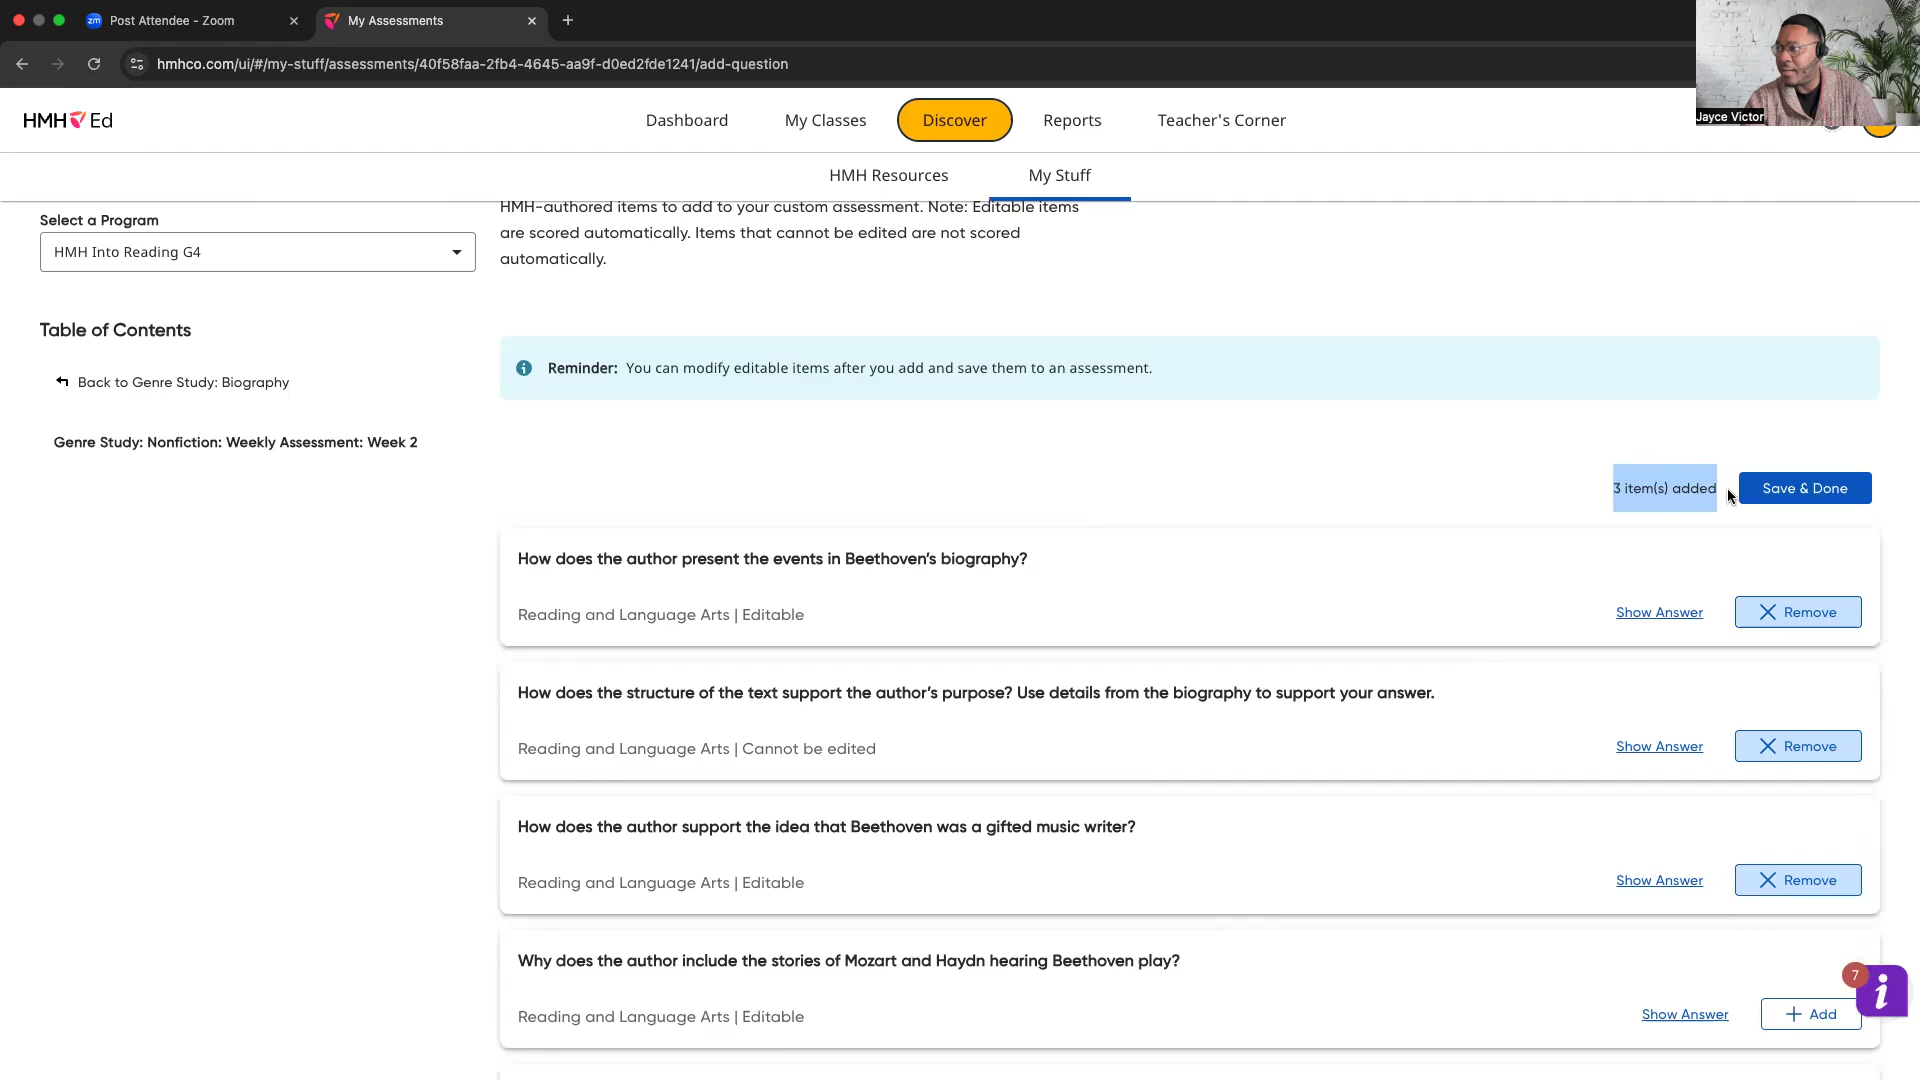 Post Attendee - Zoom
My Assessments
hmhco.com/ui/#/my-stuff/assessments/40f58faa-2fb4-4645-aa9f-d0ed2fde1241/add-question
Jayce Victor
HMH Ed
Dashboard
My Classes
Discover
Reports
Teacher's Corner
HMH Resources
My Stuff
Select a Program
HMH Into Reading G4
Table of Contents
Back to Genre Study: Biography
Genre Study: Nonfiction: Weekly Assessment: Week 2
HMH-authored items to add to your custom assessment. Note: Editable items
are scored automatically. Items that cannot be edited are not scored
automatically.
Reminder: You can modify editable items after you add and save them to an assessment.
3 item(s) added
Save & Done
How does the author present the events in Beethoven’s biography?
Reading and Language Arts | Editable
Show Answer
Remove
How does the structure of the text support the author’s purpose? Use details from the biography to support your answer.
Reading and Language Arts | Cannot be edited
Show Answer
Remove
How does the author support the idea that Beethoven was a gifted music writer?
Reading and Language Arts | Editable
Show Answer
Remove
Why does the author include the stories of Mozart and Haydn hearing Beethoven play?
Reading and Language Arts | Editable
Show Answer
Add
7